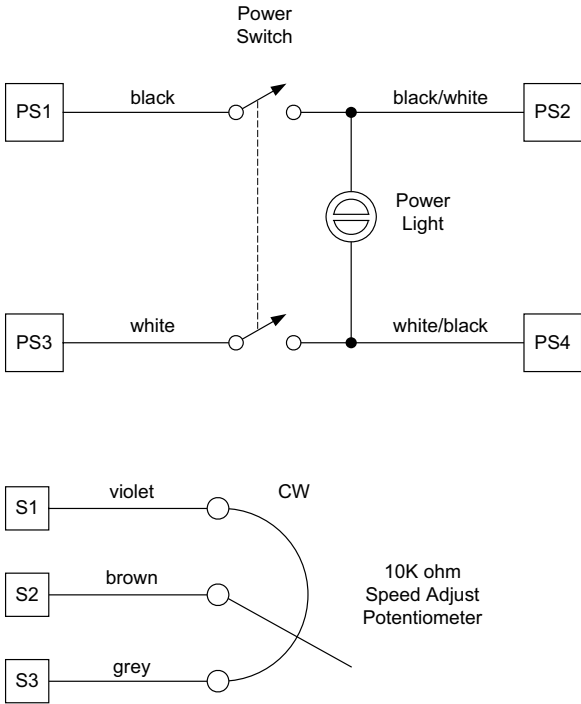 Power
Switch
PS1
black
black/white
PS2
Power
Light
PS3
white
white/black
PS4
S1
violet
CW
S2
brown
10K ohm
Speed Adjust
Potentiometer
S3
grey